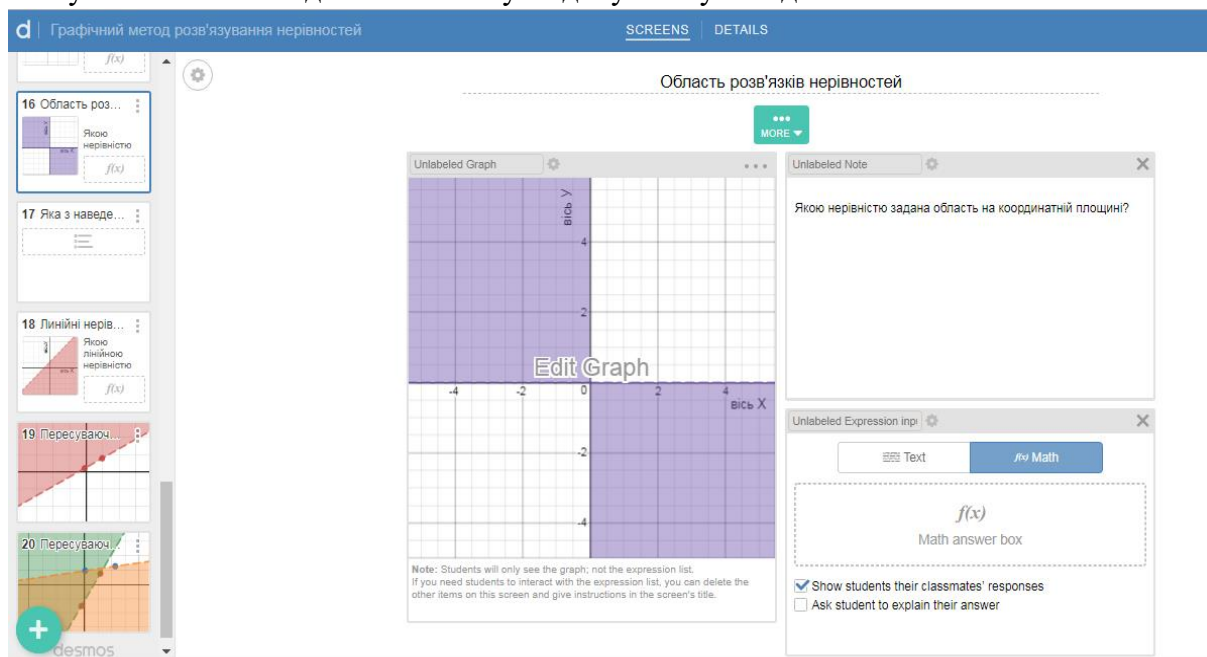 d Графічний метод розв'язування нерівностей SCREENS DETAILS
f(x)
16 Область роз...
Якою
нерівністю
f(x)
17 Яка з наведе...
18 Линійні нерів...
Якою
лінійною
нерівністю
f(x)
19 Пересуваюч...
20 Пересуваюч...
+
desmos
Область розв'язків нерівностей
MORE
Unlabeled Graph
вісь У
4
2
Edit Graph
-4 -2 0 2 4
вісь X
-2
-4
Note: Students will only see the graph; not the expression list.
If you need students to interact with the expression list, you can delete the
other items on this screen and give instructions in the screen's title.
Unlabeled Note
Якою нерівністю задана область на координатній площині?
Unlabeled Expression inpu
Text f(x) Math
f(x)
Math answer box
Show students their classmates' responses
Ask student to explain their answer